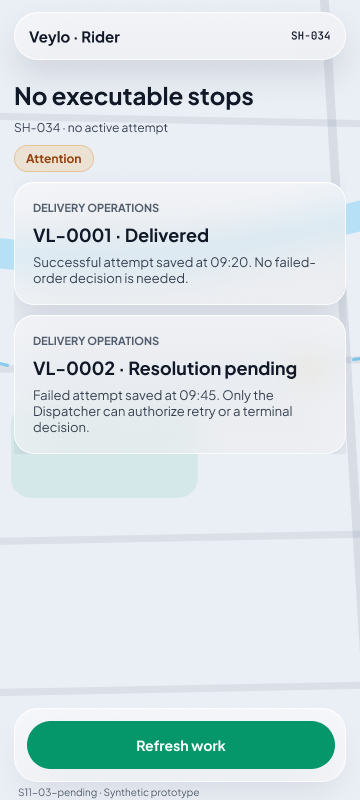 Veylo · Rider
SH-034
No executable stops
SH-034 · no active attempt
Attention
DELIVERY OPERATIONS
VL-0001 · Delivered
Successful attempt saved at 09:20. No failed-
order decision is needed.
DELIVERY OPERATIONS
VL-0002 · Resolution pending
Failed attempt saved at 09:45. Only the
Dispatcher can authorize retry or a terminal
decision.
Refresh work
S11-03-pending · Synthetic prototype